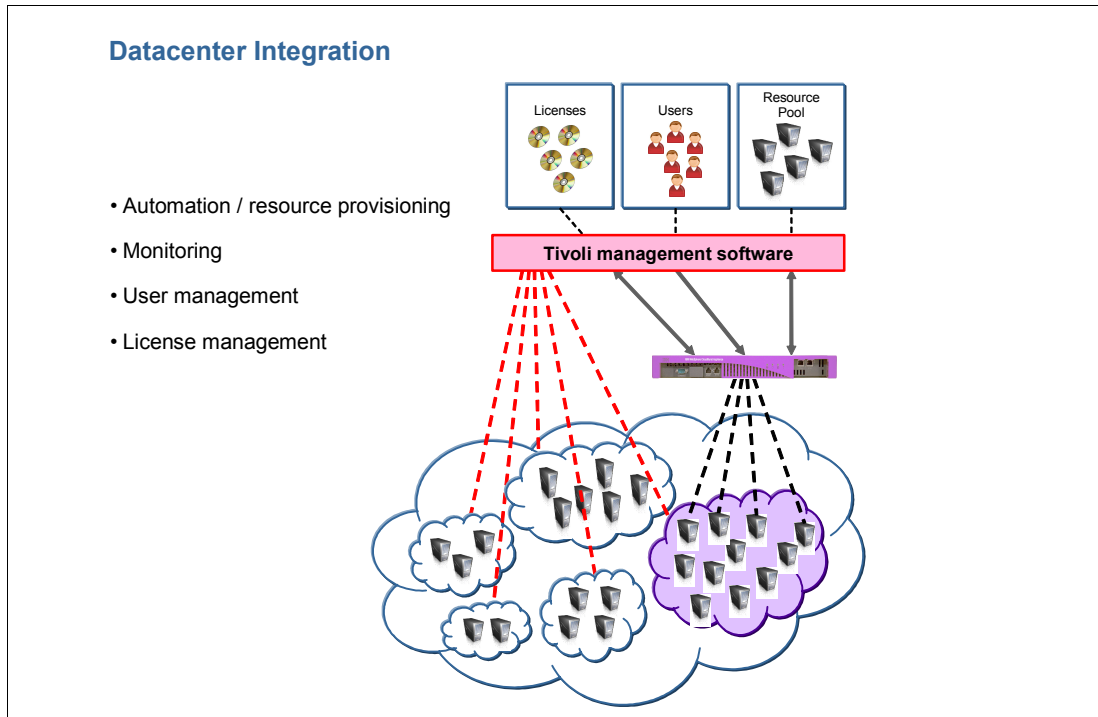 Datacenter Integration
Licenses
Users
Resource
Pool
• Automation / resource provisioning
• Monitoring
• User management
• License management
Tivoli management software